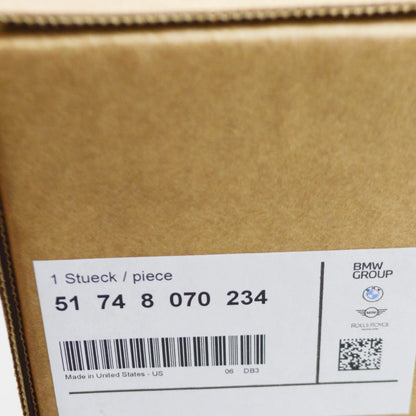 1 Stueck / piece
51 74 8 070 234
Made in United States - US 06 DB3
BMW
GROUP
MINI
ROLLS-ROYCE